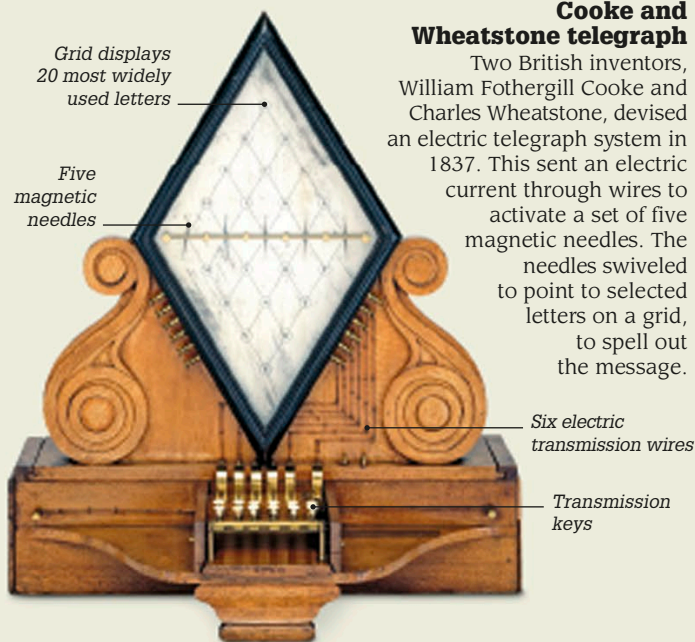 Cooke and
Wheatstone telegraph
Two British inventors,
William Fothergill Cooke and
Charles Wheatstone, devised
an electric telegraph system in
1837. This sent an electric
current through wires to
activate a set of five
magnetic needles. The
needles swiveled
to point to selected
letters on a grid,
to spell out
the message.
Grid displays
20 most widely
used letters
Five
magnetic
needles
Six electric
transmission wires
Transmission
keys